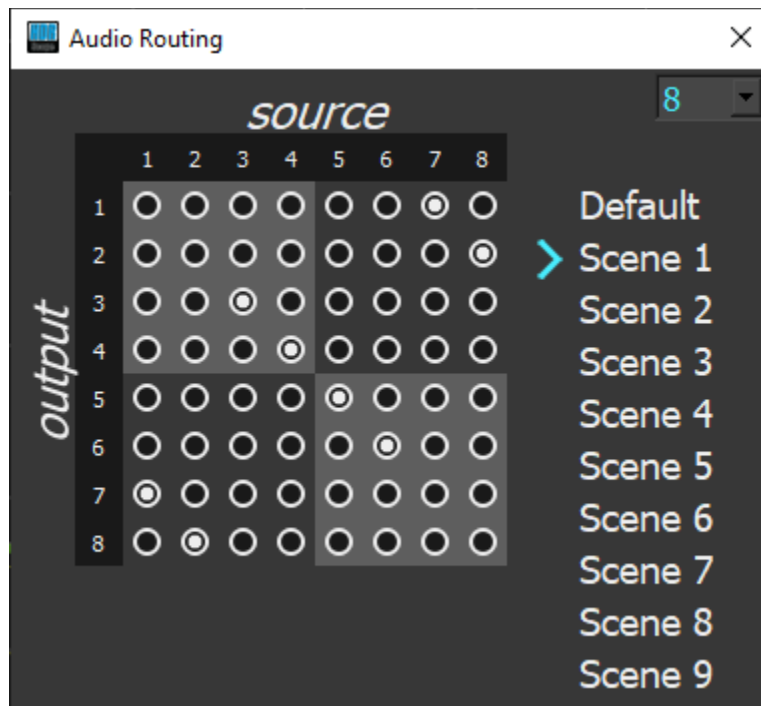 Audio Routing
8
source
1 2 3 4 5 6 7 8
output
1
2
3
4
5
6
7
8
Default
Scene 1
Scene 2
Scene 3
Scene 4
Scene 5
Scene 6
Scene 7
Scene 8
Scene 9